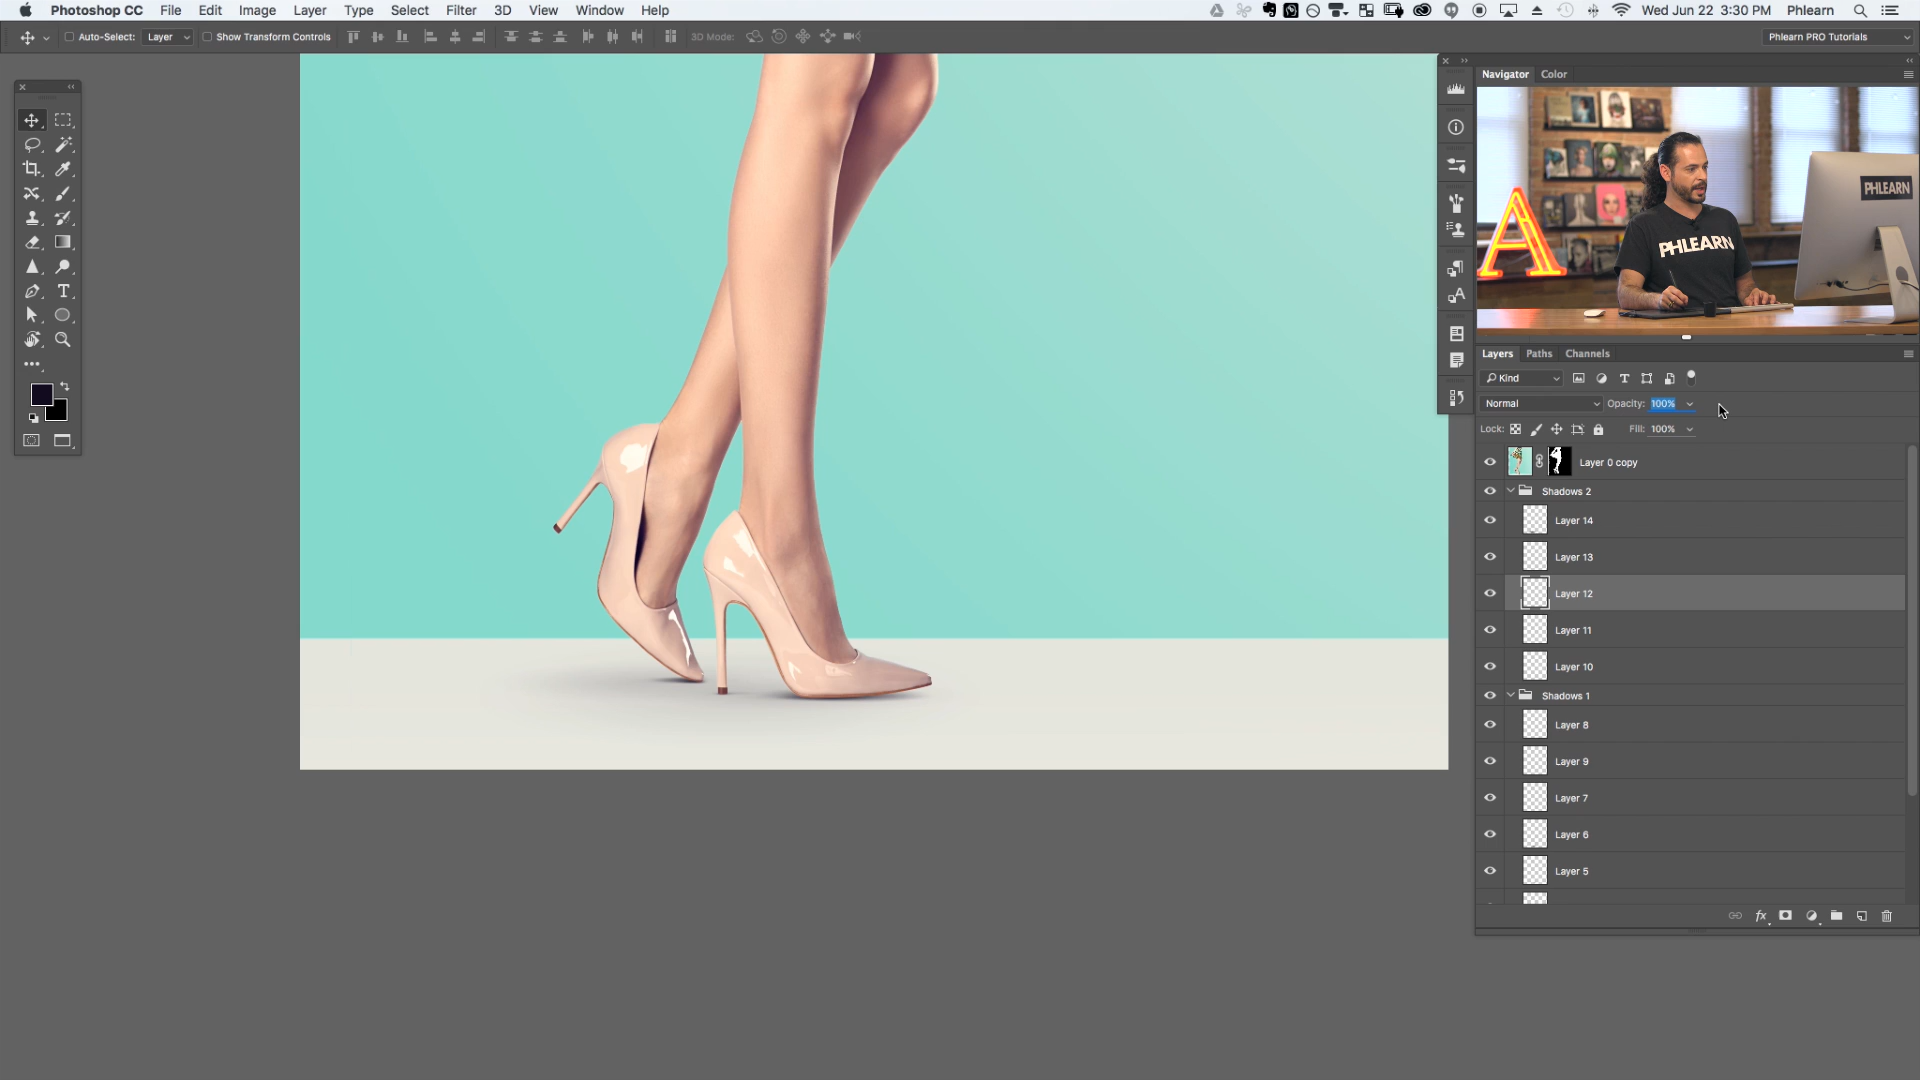 Photoshop CC File Edit Image Layer Type Select Filter 3D View Window Help Wed Jun 22 3:30 PM Phlearn
Auto-Select: Layer Show Transform Controls 3D Mode: Phlearn PRO Tutorials
Navigator Color
PHLEARN
PHLEARN
A
Layers Paths Channels
Kind
Normal Opacity: 100%
Lock: Fill: 100%
Layer 0 copy
Shadows 2
Layer 14
Layer 13
Layer 12
Layer 11
Layer 10
Shadows 1
Layer 8
Layer 9
Layer 7
Layer 6
Layer 5
fx